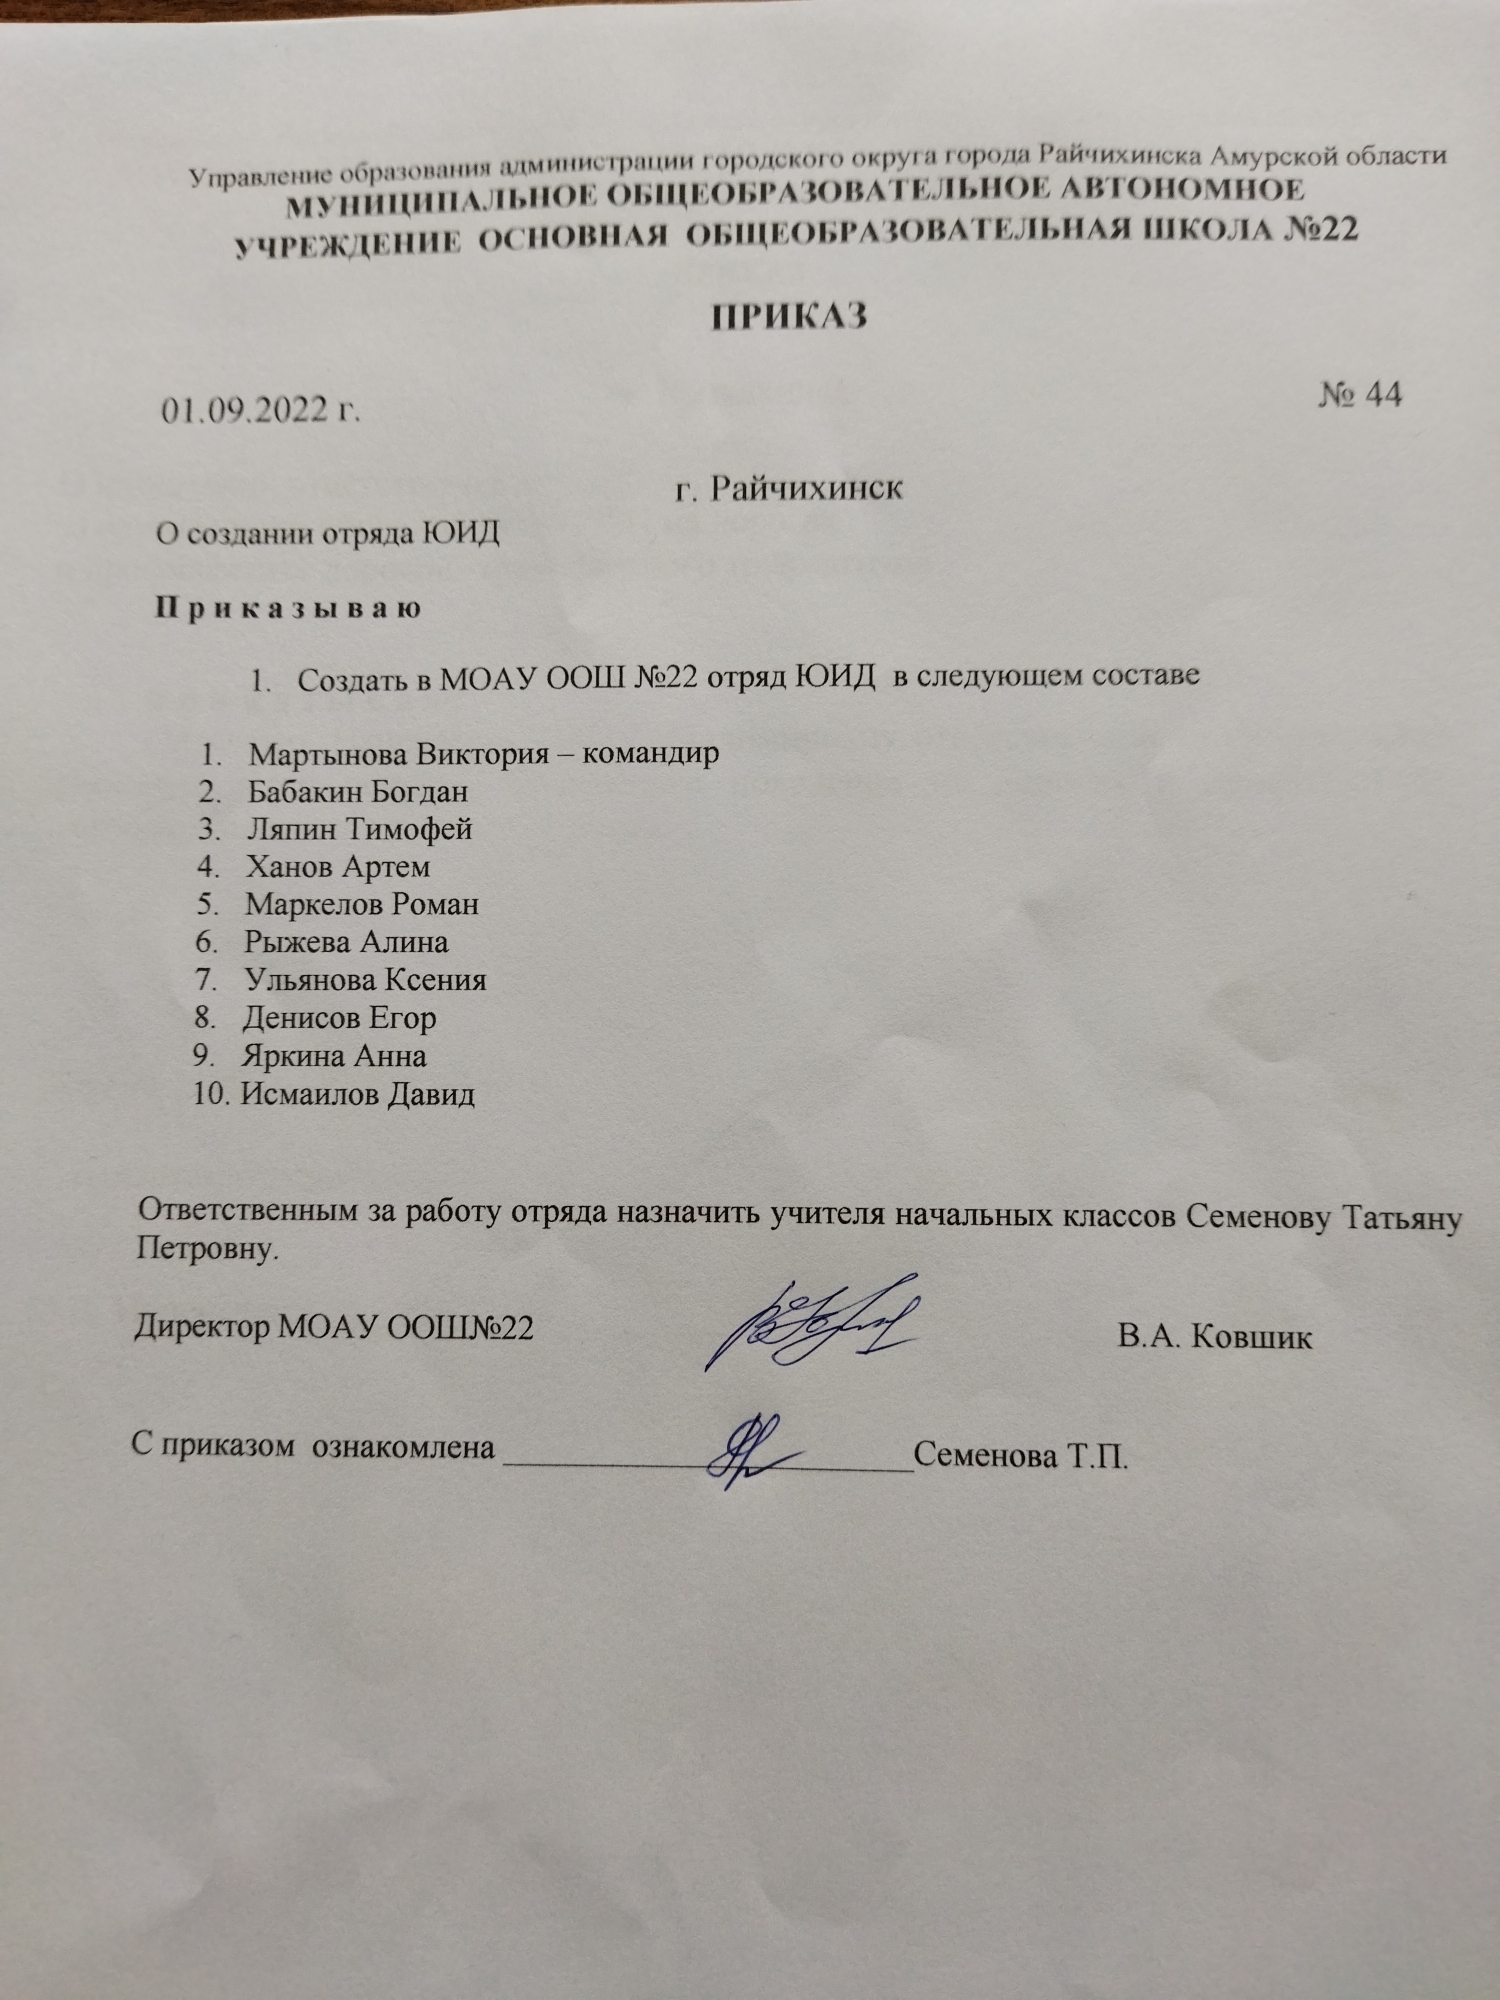 Управление образования администрации городского округа города Райчихинска Амурской области
МУНИЦИПАЛЬНОЕ ОБЩЕОБРАЗОВАТЕЛЬНОЕ АВТОНОМНОЕ
УЧРЕЖДЕНИЕ ОСНОВНАЯ ОБЩЕОБРАЗОВАТЕЛЬНАЯ ШКОЛА №22
ПРИКАЗ
01.09.2022 г. № 44
г. Райчихинск
О создании отряда ЮИД
П р и к а з ы в а ю
1. Создать в МОАУ ООШ №22 отряд ЮИД в следующем составе
1. Мартынова Виктория – командир
2. Бабакин Богдан
3. Ляпин Тимофей
4. Ханов Артем
5. Маркелов Роман
6. Рыжева Алина
7. Ульянова Ксения
8. Денисов Егор
9. Яркина Анна
10. Исмаилов Давид
Ответственным за работу отряда назначить учителя начальных классов Семенову Татьяну
Петровну.
Директор МОАУ ООШ№22 В.А. Ковшик
С приказом ознакомлена ________________________Семенова Т.П.